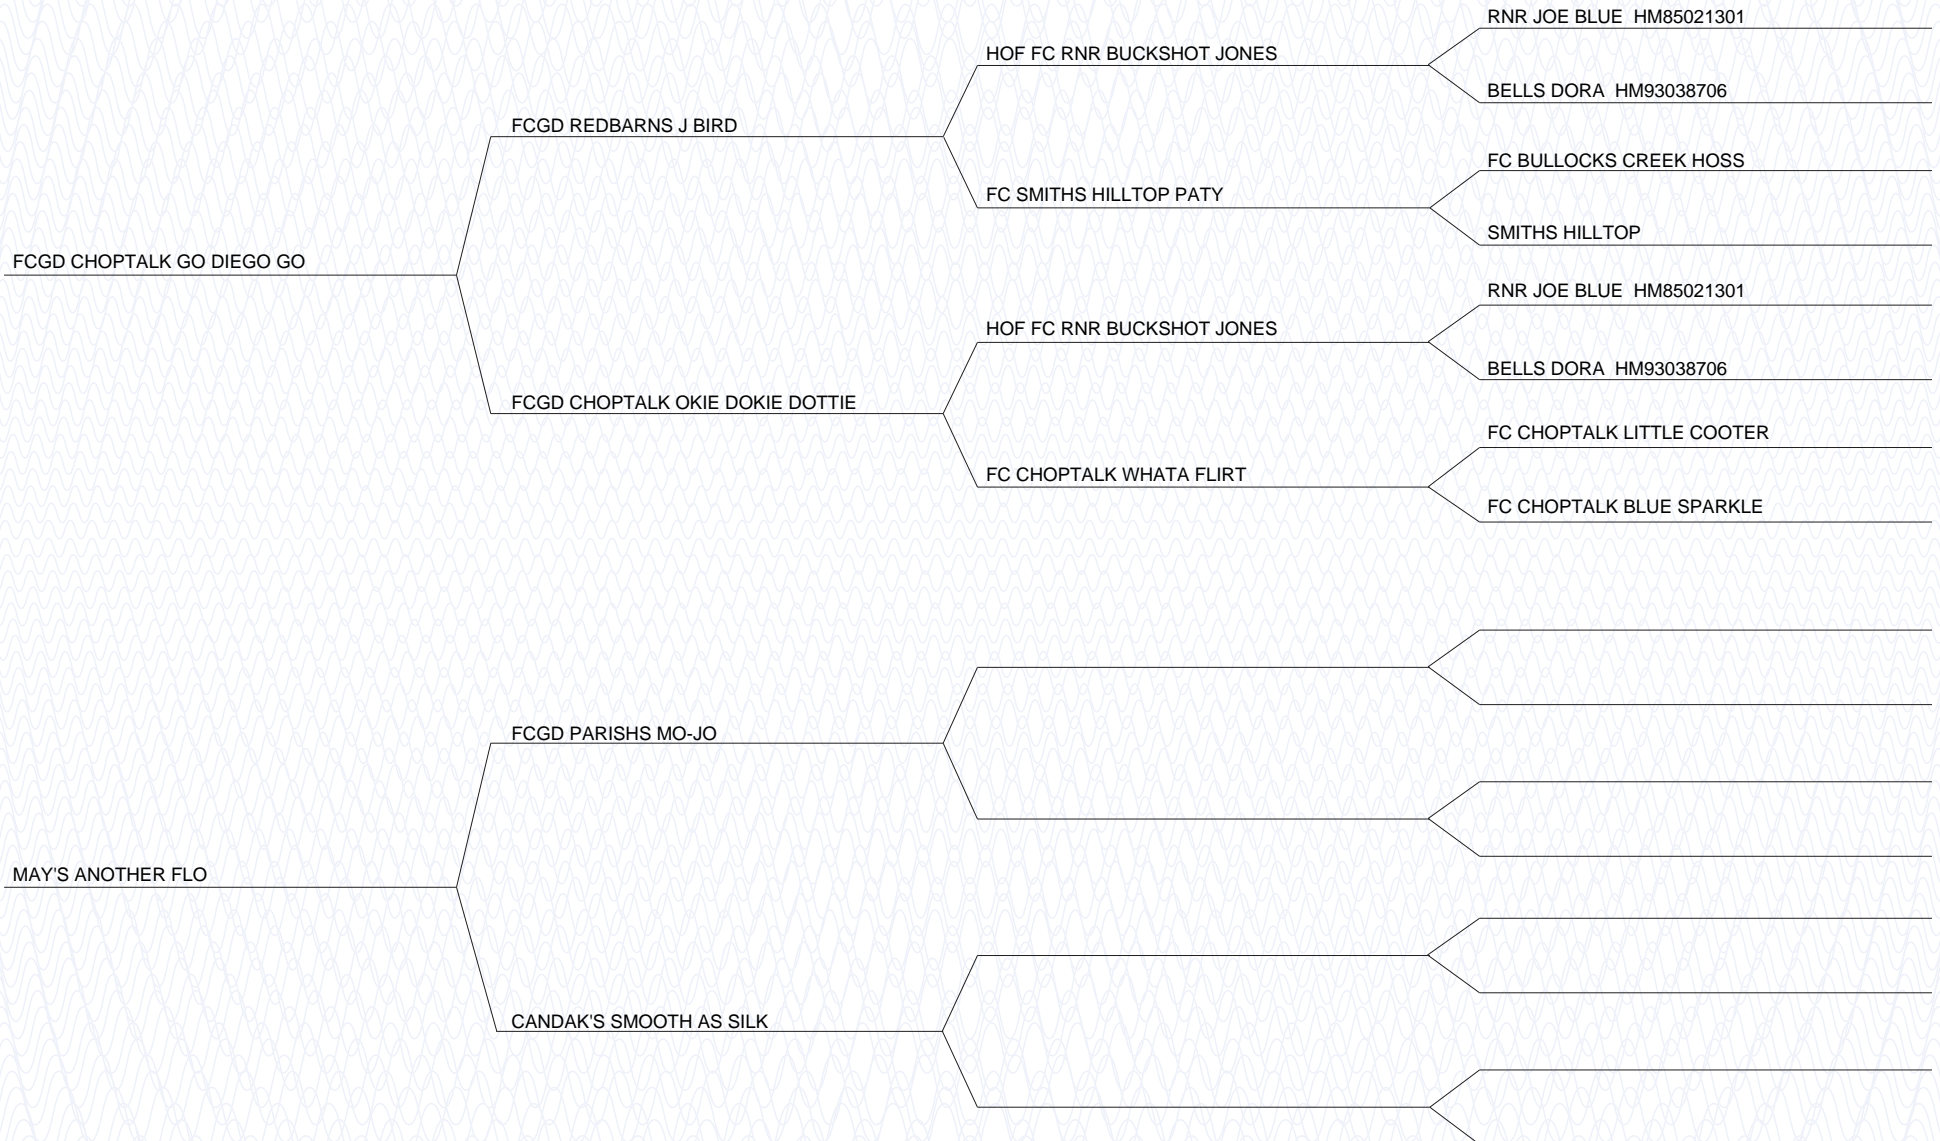 RNR JOE BLUE  HM85021301
HOF FC RNR BUCKSHOT JONES
BELLS DORA  HM93038706
FCGD REDBARNS J BIRD
FC BULLOCKS CREEK HOSS
FC SMITHS HILLTOP PATY
SMITHS HILLTOP
FCGD CHOPTALK GO DIEGO GO
RNR JOE BLUE  HM85021301
HOF FC RNR BUCKSHOT JONES
BELLS DORA  HM93038706
FCGD CHOPTALK OKIE DOKIE DOTTIE
FC CHOPTALK LITTLE COOTER
FC CHOPTALK WHATA FLIRT
FC CHOPTALK BLUE SPARKLE
FCGD PARISHS MO-JO
MAY'S ANOTHER FLO
CANDAK'S SMOOTH AS SILK